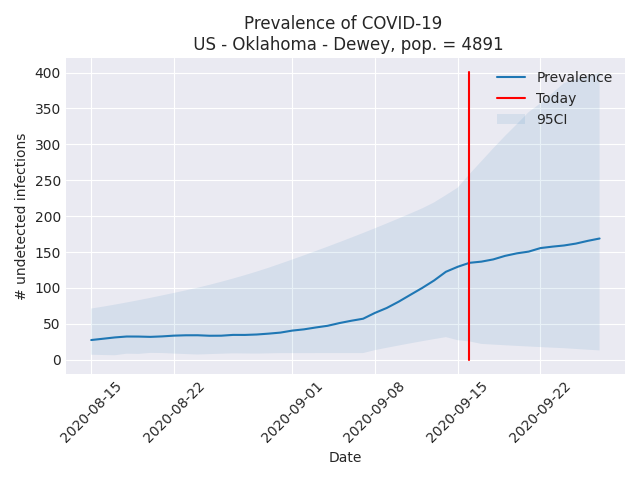 Prevalence of COVID-19
US - Oklahoma - Dewey, pop. = 4891
400
350
300
250
200
150
100
50
0
# undetected infections
Prevalence
Today
95CI
2020-08-15
2020-08-22
2020-09-01
2020-09-08
2020-09-15
2020-09-22
Date